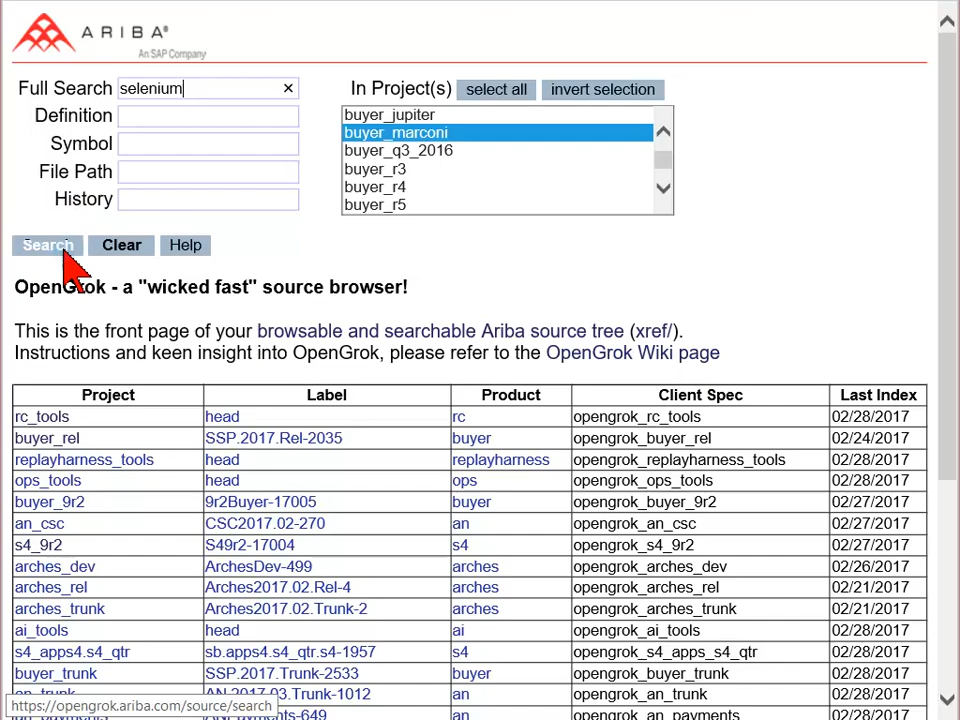 ARIBA®
An SAP Company
Full Search selenium ×
In Project(s) select all invert selection
Definition
Symbol
File Path
History
buyer_jupiter
buyer_marconi
buyer_q3_2016
buyer_r3
buyer_r4
buyer_r5
Search Clear Help
OpenGrok - a "wicked fast" source browser!
This is the front page of your browsable and searchable Ariba source tree (xref/).
Instructions and keen insight into OpenGrok, please refer to the OpenGrok Wiki page
Project Label Product Client Spec Last Index
rc_tools head rc opengrok_rc_tools 02/28/2017
buyer_rel SSP.2017.Rel-2035 buyer opengrok_buyer_rel 02/24/2017
replayharness_tools head replayharness opengrok_replayharness_tools 02/28/2017
ops_tools head ops opengrok_ops_tools 02/28/2017
buyer_9r2 9r2Buyer-17005 buyer opengrok_buyer_9r2 02/27/2017
an_csc CSC2017.02-270 an opengrok_an_csc 02/27/2017
s4_9r2 S49r2-17004 s4 opengrok_s4_9r2 02/27/2017
arches_dev ArchesDev-499 arches opengrok_arches_dev 02/26/2017
arches_rel Arches2017.02.Rel-4 arches opengrok_arches_rel 02/21/2017
arches_trunk Arches2017.02.Trunk-2 arches opengrok_arches_trunk 02/21/2017
ai_tools head ai opengrok_ai_tools 02/28/2017
s4_apps4.s4_qtr sb.apps4.s4_qtr.s4-1957 s4 opengrok_s4_apps_s4_qtr 02/28/2017
buyer_trunk SSP.2017.Trunk-2533 buyer opengrok_buyer_trunk 02/28/2017
an_trunk AN.2017.03.Trunk-1012 an opengrok_an_trunk 02/28/2017
https://opengrok.ariba.com/source/search
an_payments ANPayments-649 an opengrok_an_payments 02/28/2017